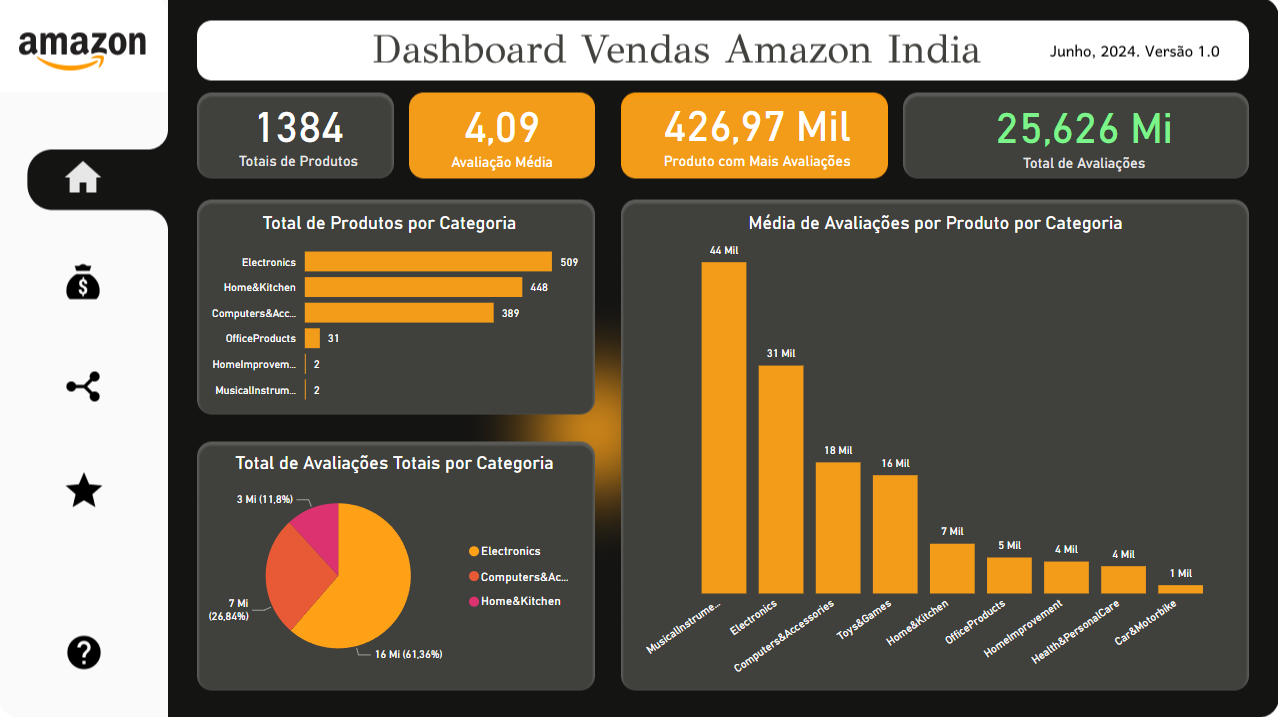 amazon
Dashboard Vendas Amazon India
Junho, 2024. Versão 1.0
1384
Totais de Produtos
4,09
Avaliação Média
426,97 Mil
Produto com Mais Avaliações
25,626 Mi
Total de Avaliações
Total de Produtos por Categoria
Electronics 509
Home&Kitchen 448
Computers&Acc... 389
OfficeProducts 31
HomeImprovem... 2
MusicalInstrum... 2
Total de Avaliações Totais por Categoria
3 Mi (11,8%)
7 Mi
(26,84%)
16 Mi (61,36%)
Electronics
Computers&Ac...
Home&Kitchen
Média de Avaliações por Produto por Categoria
44 Mil
31 Mil
18 Mil
16 Mil
7 Mil
5 Mil
4 Mil
4 Mil
1 Mil
MusicalInstrume...
Electronics
Computers&Accessories
Toys&Games
Home&Kitchen
OfficeProducts
HomeImprovement
Health&PersonalCare
Car&Motorbike